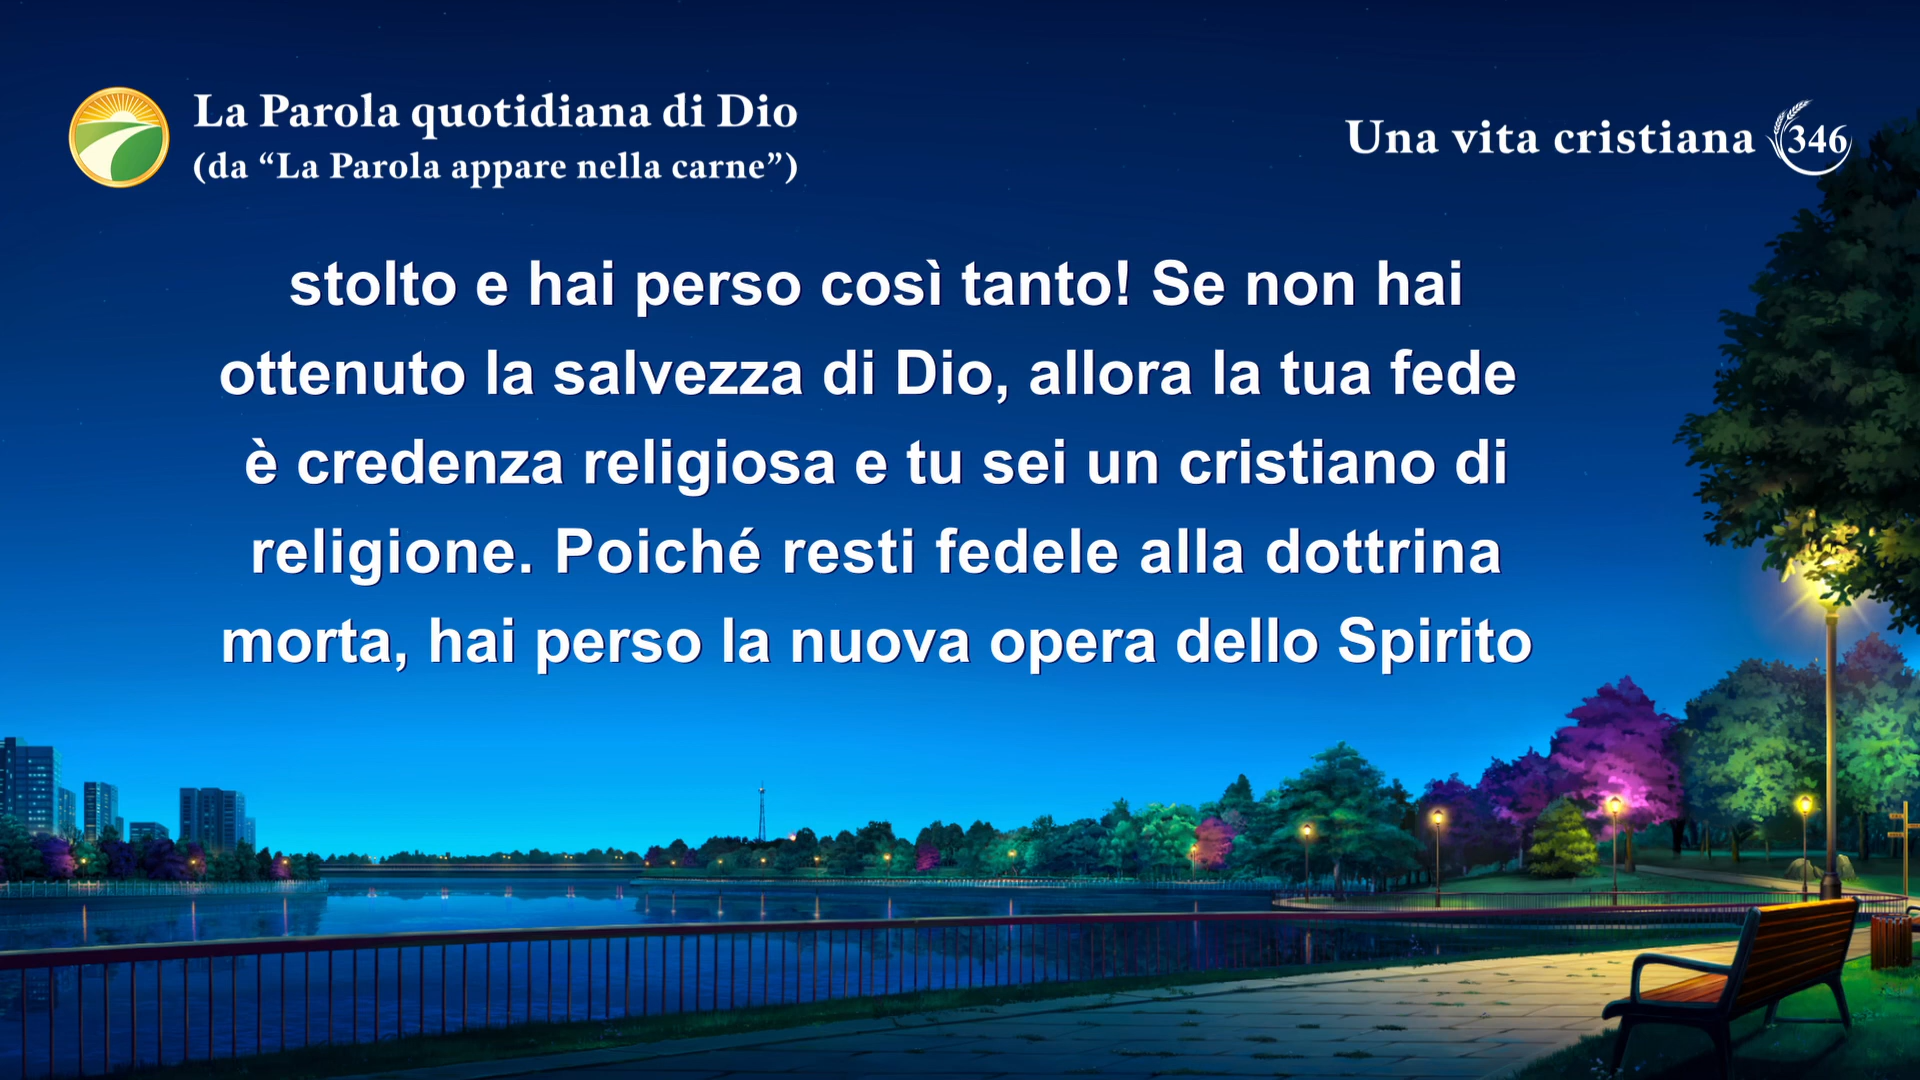 La Parola quotidiana di Dio
(da “La Parola appare nella carne”)
Una vita cristiana 346
stolto e hai perso così tanto! Se non hai
ottenuto la salvezza di Dio, allora la tua fede
è credenza religiosa e tu sei un cristiano di
religione. Poiché resti fedele alla dottrina
morta, hai perso la nuova opera dello Spirito